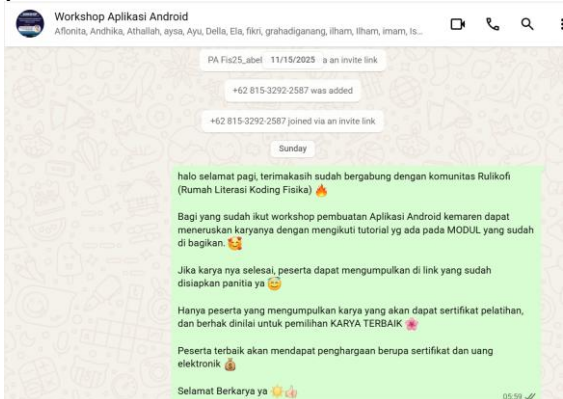 Workshop Aplikasi Android
Aflonita, Andhika, Athallah, aysa, Ayu, Della, Ela, fikri, grahadiganang, ilham, Ilham, imam, Is...
PA Fis25_abel 11/15/2025 a an invite link
+62 815-3292-2587 was added
+62 815-3292-2587 joined via an invite link
Sunday
halo selamat pagi, terimakasih sudah bergabung dengan komunitas Rulikofi
(Rumah Literasi Koding Fisika) 🔥
Bagi yang sudah ikut workshop pembuatan Aplikasi Android kemaren dapat
meneruskan karyanya dengan mengikuti tutorial yg ada pada MODUL yang sudah
di bagikan. 🥰
Jika karya nya selesai, peserta dapat mengumpulkan di link yang sudah
disiapkan panitia ya 😇
Hanya peserta yang mengumpulkan karya yang akan dapat sertifikat pelatihan,
dan berhak dinilai untuk pemilihan KARYA TERBAIK 🌸
Peserta terbaik akan mendapat penghargaan berupa sertifikat dan uang
elektronik 💰
Selamat Berkarya ya ☀️👍
05:59